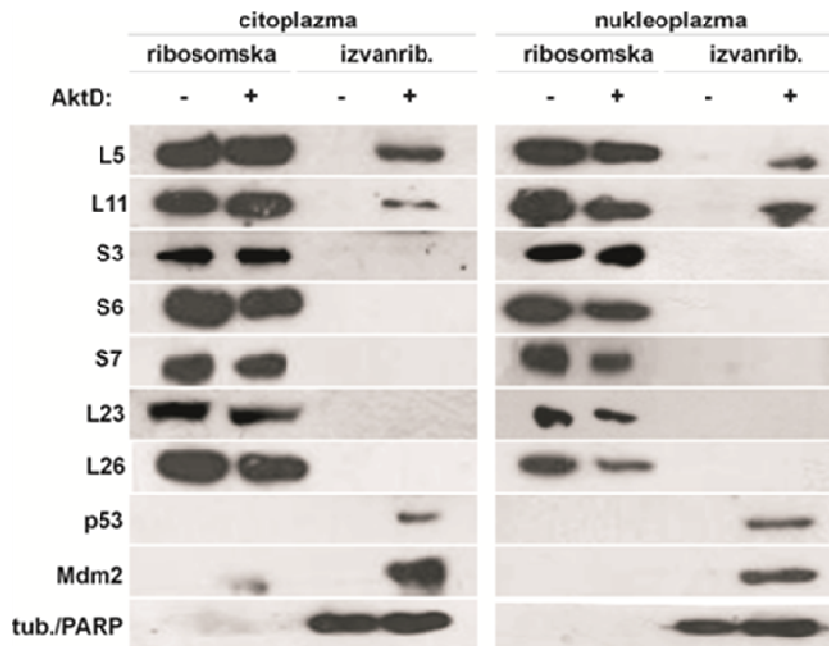 citoplazma nukleoplazma
ribosomska izvanrib. ribosomska izvanrib.
AktD: - + - + - + - +
L5
L11
S3
S6
S7
L23
L26
p53
Mdm2
tub./PARP